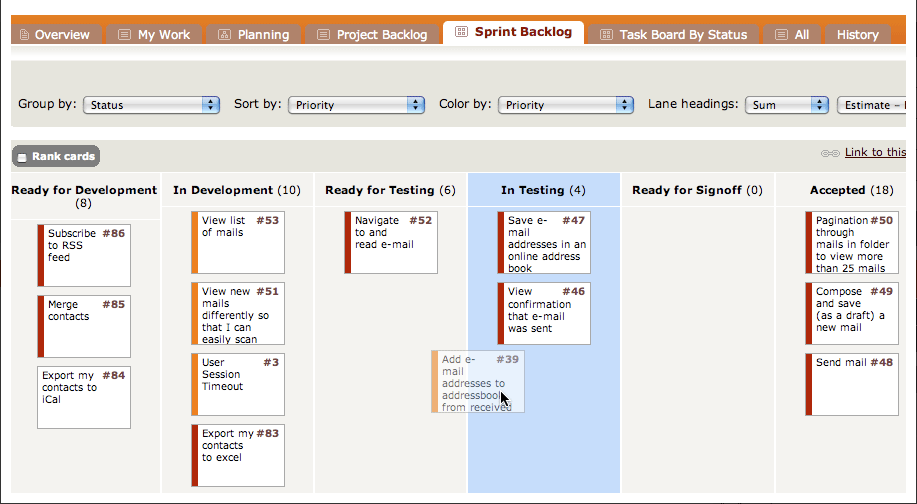 Overview
My Work
Planning
Project Backlog
Sprint Backlog
Task Board By Status
All
History
Group by: Status
Sort by: Priority
Color by: Priority
Lane headings: Sum
Estimate –
Rank cards
Link to this
Ready for Development
(8)
In Development (10)
Ready for Testing (6)
In Testing (4)
Ready for Signoff (0)
Accepted (18)
Subscribe #86
to RSS
feed
Merge #85
contacts
Export my #84
contacts to
iCal
View list #53
of mails
View new #51
mails
differently so
that I can
easily scan
User #3
Session
Timeout
Export my #83
contacts
to excel
Navigate #52
to and
read e-mail
Add e- #39
mail
addresses to
addressbook
from received
Save e- #47
mail
addresses in an
online address
book
View #46
confirmation
that e-mail
was sent
Pagination #50
through
mails in folder
to view more
than 25 mails
Compose #49
and save
(as a draft) a
new mail
Send mail #48